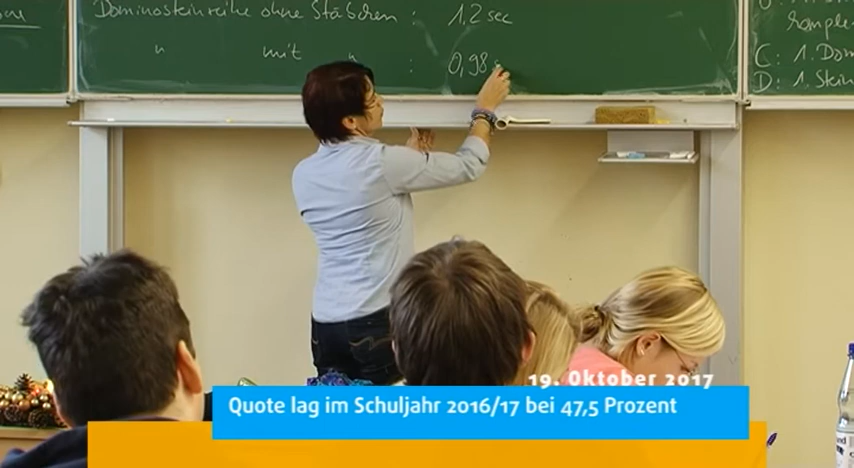 Dominosteinreihe ohne Stäbchen : 1,2 sec
" mit " : 0,98 s
C: 1. Dom
D: 1. Stein
19. Oktober 2017
Quote lag im Schuljahr 2016/17 bei 47,5 Prozent